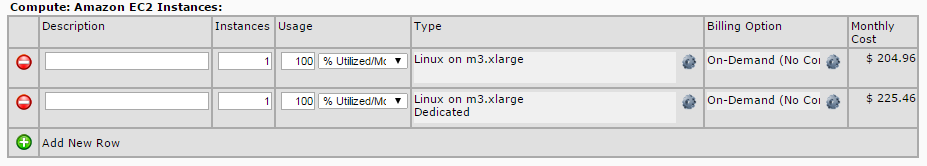 Compute: Amazon EC2 Instances:
Description Instances Usage Type Billing Option Monthly Cost
1 100 % Utilized/Mc Linux on m3.xlarge On-Demand (No Cor $ 204.96
1 100 % Utilized/Mc Linux on m3.xlarge Dedicated On-Demand (No Cor $ 225.46
Add New Row